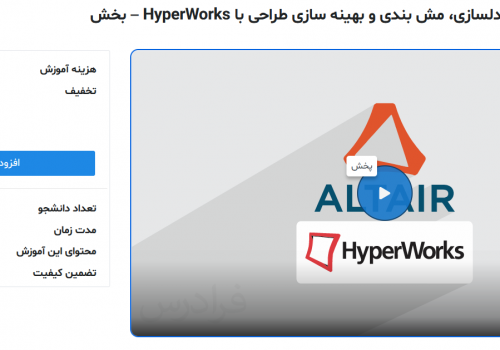 دلسازی، مش بندی و بهینه سازی طراحی با HyperWorks – بخش
هزینه آموزش
تخفیف
افزود
تعداد دانشجو
مدت زمان
محتوای این آموزش
تضمین کیفیت
پخش
ALTAIR
HyperWorks
فرادرس